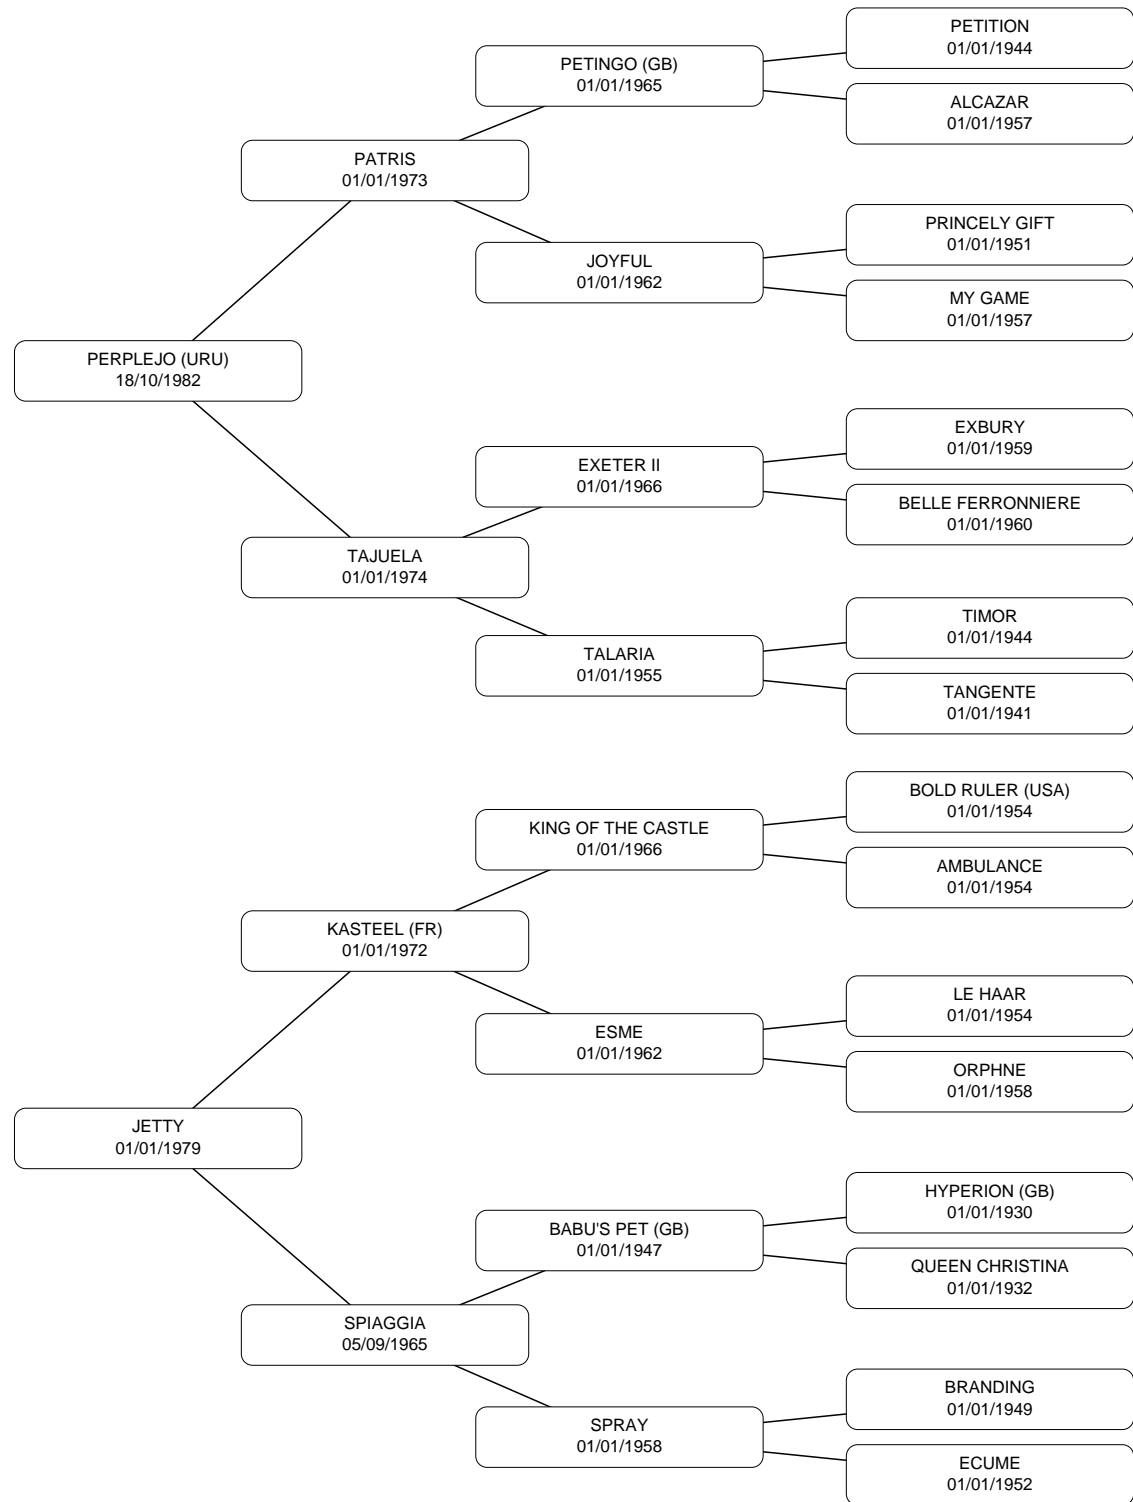 PETITION
01/01/1944
PETINGO (GB)
01/01/1965
ALCAZAR
01/01/1957
PATRIS
01/01/1973
PRINCELY GIFT
01/01/1951
JOYFUL
01/01/1962
MY GAME
01/01/1957
PERPLEJO (URU)
18/10/1982
EXBURY
01/01/1959
EXETER II
01/01/1966
BELLE FERRONNIERE
01/01/1960
TAJUELA
01/01/1974
TIMOR
01/01/1944
TALARIA
01/01/1955
TANGENTE
01/01/1941
BOLD RULER (USA)
01/01/1954
KING OF THE CASTLE
01/01/1966
AMBULANCE
01/01/1954
KASTEEL (FR)
01/01/1972
LE HAAR
01/01/1954
ESME
01/01/1962
ORPHNE
01/01/1958
JETTY
01/01/1979
HYPERION (GB)
01/01/1930
BABU'S PET (GB)
01/01/1947
QUEEN CHRISTINA
01/01/1932
SPIAGGIA
05/09/1965
BRANDING
01/01/1949
SPRAY
01/01/1958
ECUME
01/01/1952